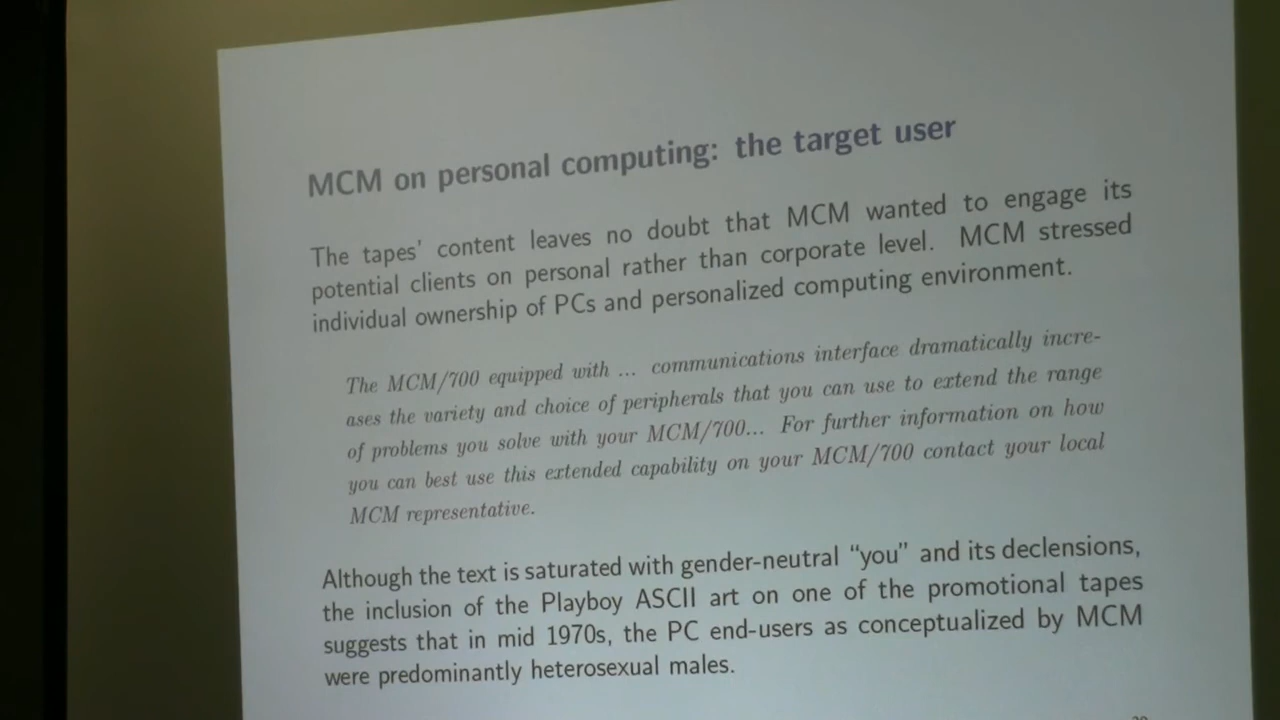 MCM on personal computing: the target user
The tapes' content leaves no doubt that MCM wanted to engage its
potential clients on personal rather than corporate level. MCM stressed
individual ownership of PCs and personalized computing environment.
The MCM/700 equipped with ... communications interface dramatically incre-
ases the variety and choice of peripherals that you can use to extend the range
of problems you solve with your MCM/700... For further information on how
you can best use this extended capability on your MCM/700 contact your local
MCM representative.
Although the text is saturated with gender-neutral “you” and its declensions,
the inclusion of the Playboy ASCII art on one of the promotional tapes
suggests that in mid 1970s, the PC end-users as conceptualized by MCM
were predominantly heterosexual males.